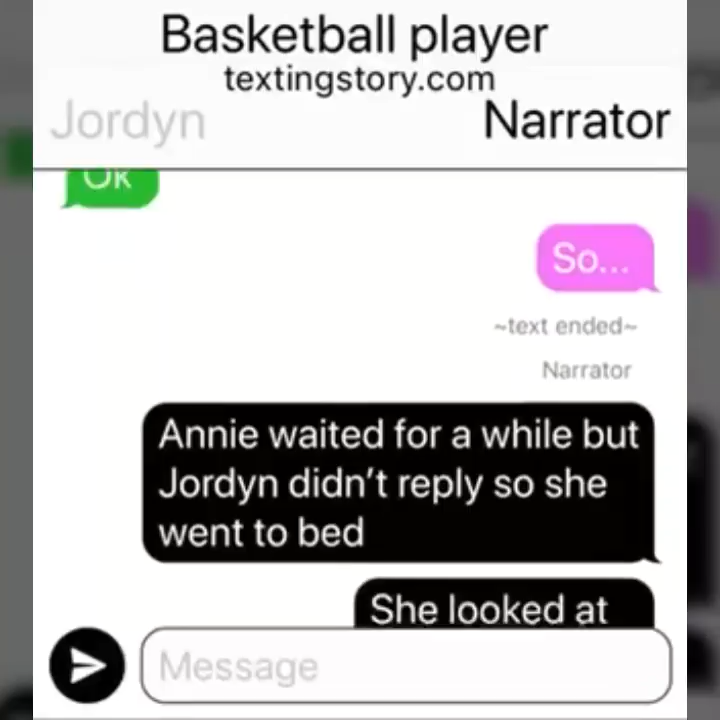 Basketball player
textingstory.com
Jordyn
Narrator
Ok
So...
~text ended~
Narrator
Annie waited for a while but
Jordyn didn't reply so she
went to bed
She looked at
Message